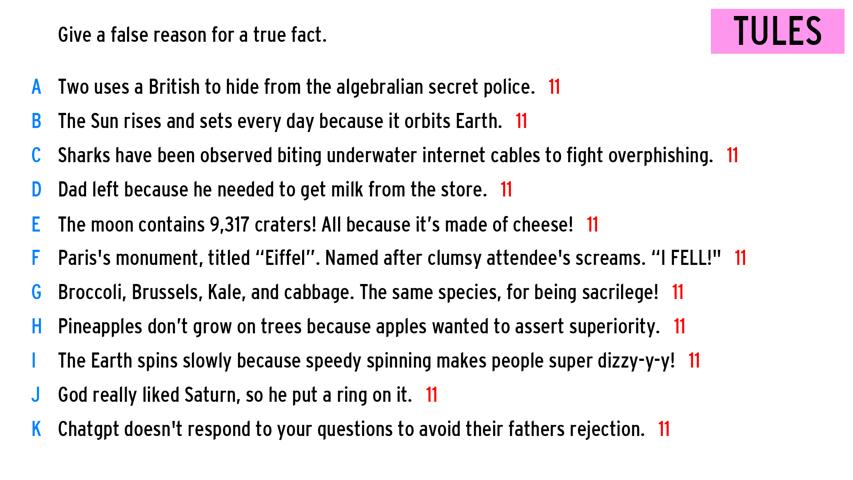 Give a false reason for a true fact.
TULES
A Two uses a British to hide from the algebralian secret police. 11
B The Sun rises and sets every day because it orbits Earth. 11
C Sharks have been observed biting underwater internet cables to fight overphishing. 11
D Dad left because he needed to get milk from the store. 11
E The moon contains 9,317 craters! All because it’s made of cheese! 11
F Paris's monument, titled “Eiffel”. Named after clumsy attendee's screams. “I FELL!" 11
G Broccoli, Brussels, Kale, and cabbage. The same species, for being sacrilege! 11
H Pineapples don’t grow on trees because apples wanted to assert superiority. 11
I The Earth spins slowly because speedy spinning makes people super dizzy-y-y! 11
J God really liked Saturn, so he put a ring on it. 11
K Chatgpt doesn't respond to your questions to avoid their fathers rejection. 11